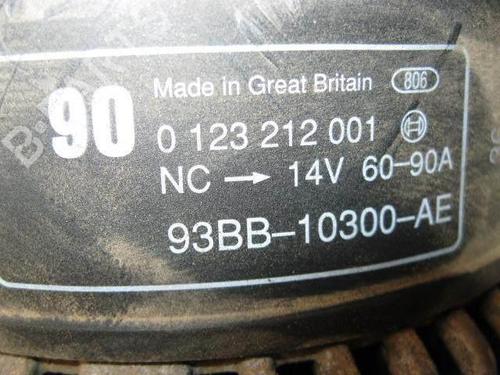 90
Made in Great Britain 806
0 123 212 001
NC → 14V 60-90A
93BB-10300-AE